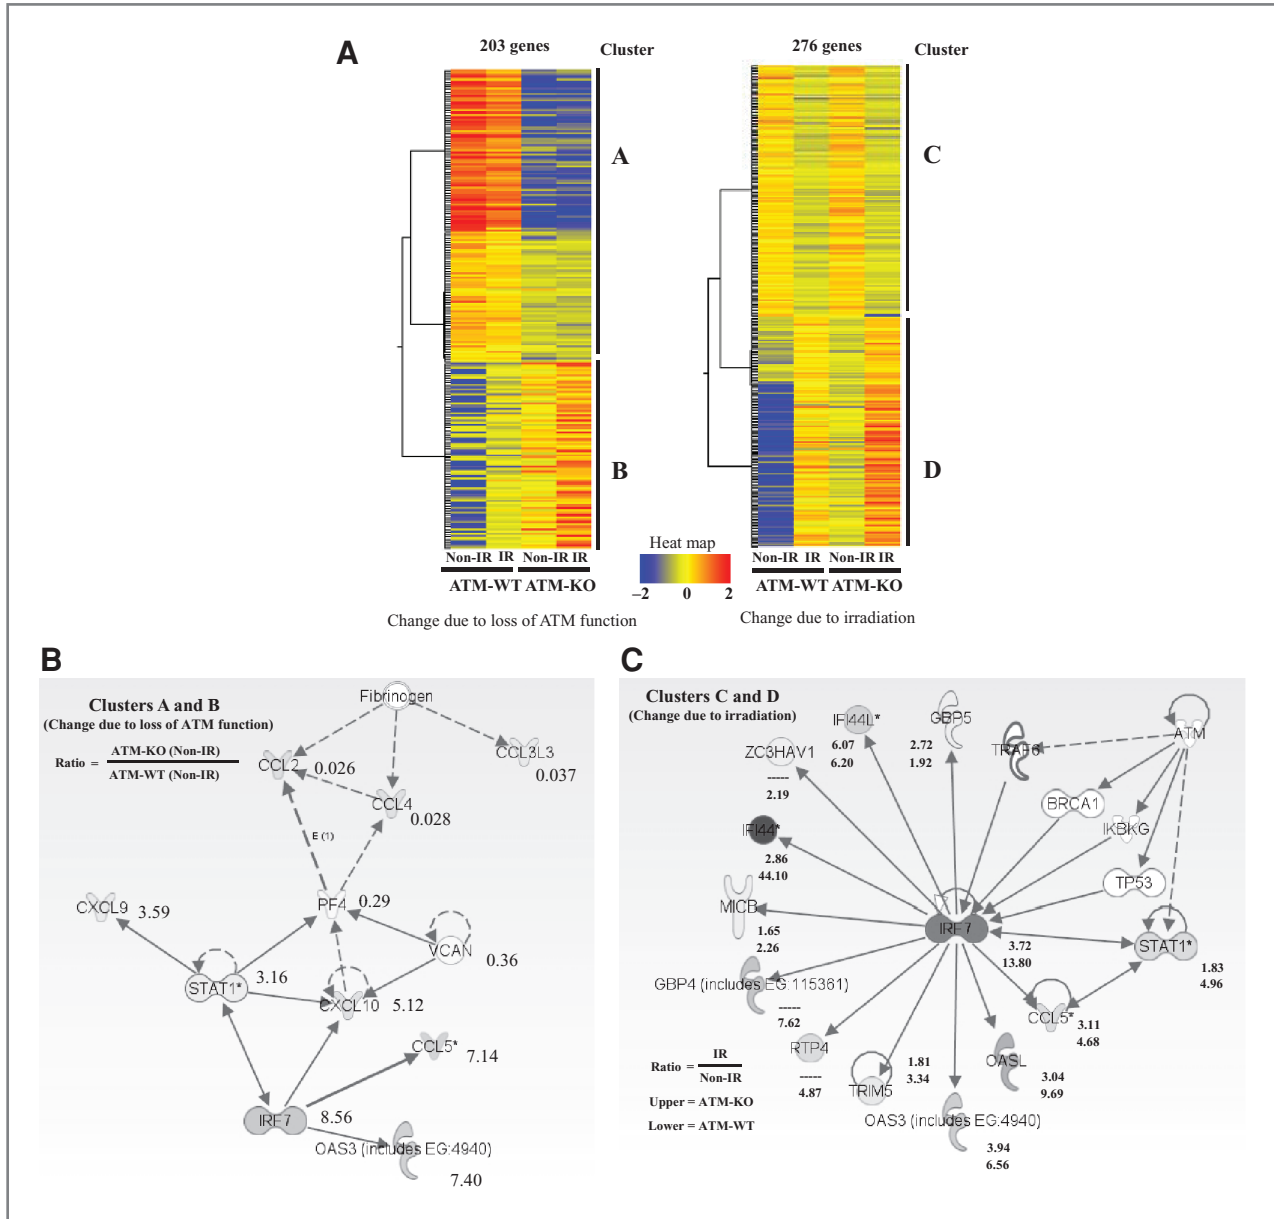 A
203 genes
Cluster
276 genes
Cluster
A
C
B
D
Non-IR IR Non-IR IR
ATM-WT ATM-KO
Heat map
−2 0 2
Non-IR IR Non-IR IR
ATM-WT ATM-KO
Change due to loss of ATM function
Change due to irradiation
B
Clusters A and B
(Change due to loss of ATM function)
Ratio = ATM-KO (Non-IR)
ATM-WT (Non-IR)
Fibrinogen
CCL2 0.026
CCL3L3
0.037
CCL4
0.028
E (1)
PF4 0.29
CXCL9 3.59
VCAN
0.36
STAT1* 3.16
CXCL10 5.12
CCL5*
7.14
IRF7 8.56
OAS3 (includes EG:4940)
7.40
C
Clusters C and D
(Change due to irradiation)
IFI44L*
6.07
6.20
GBP5
2.72
1.92
TRAF6
ATM
ZC3HAV1
-----
2.19
BRCA1
IKBKG
IFI44*
2.86
44.10
TP53
MICB
1.65
2.26
IRF7
3.72
13.80
STAT1*
1.83
4.96
GBP4 (includes EG:115361)
-----
7.62
CCL5*
3.11
4.68
RTP4
-----
4.87
TRIM5
1.81
3.34
OASL
3.04
9.69
OAS3 (includes EG:4940)
3.94
6.56
Ratio = IR
Non-IR
Upper = ATM-KO
Lower = ATM-WT